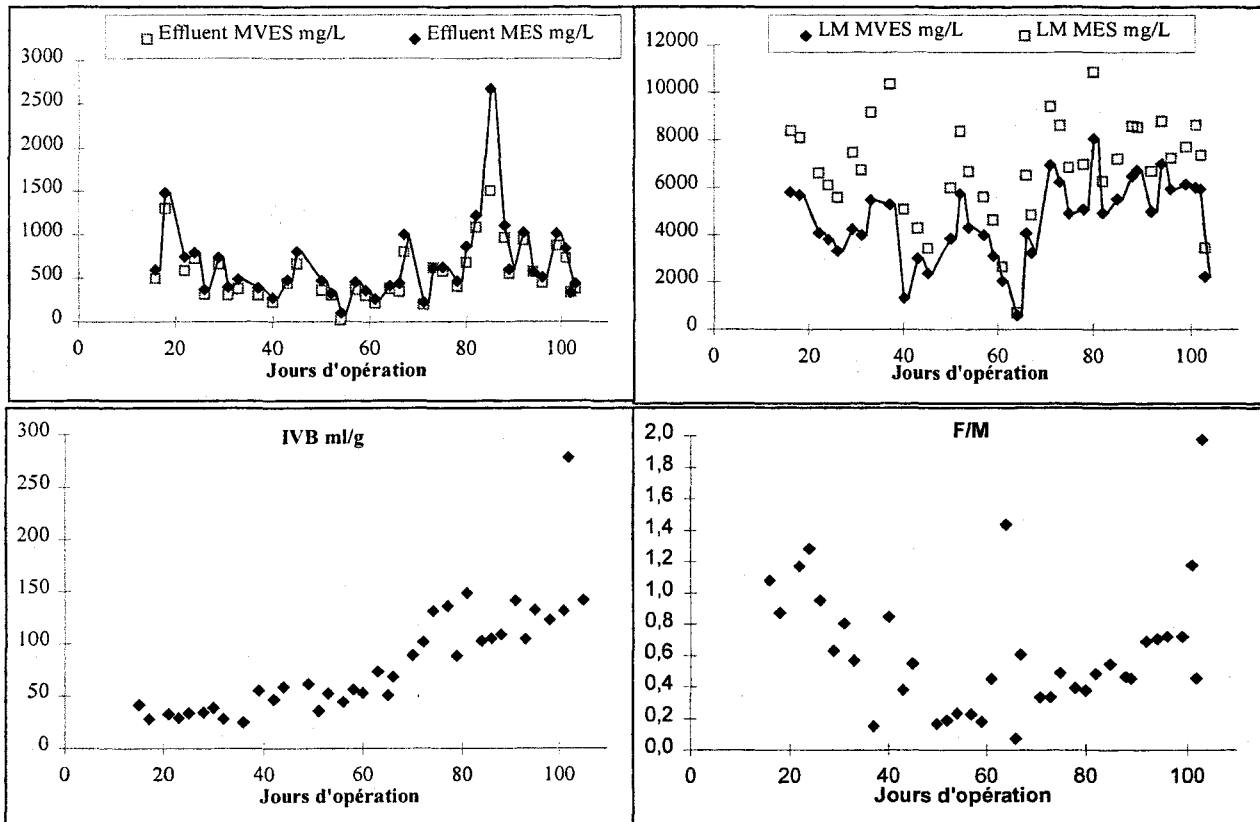 Effluent MVES mg/L Effluent MES mg/L
3000
2500
2000
1500
1000
500
0
0 20 40 60 80 100
Jours d'opération
LM MVES mg/L LM MES mg/L
12000
10000
8000
6000
4000
2000
0
0 20 40 60 80 100
Jours d'opération
IVB ml/g
300
250
200
150
100
50
0
0 20 40 60 80 100
Jours d'opération
F/M
2,0
1,8
1,6
1,4
1,2
1,0
0,8
0,6
0,4
0,2
0,0
0 20 40 60 80 100
Jours d'opération